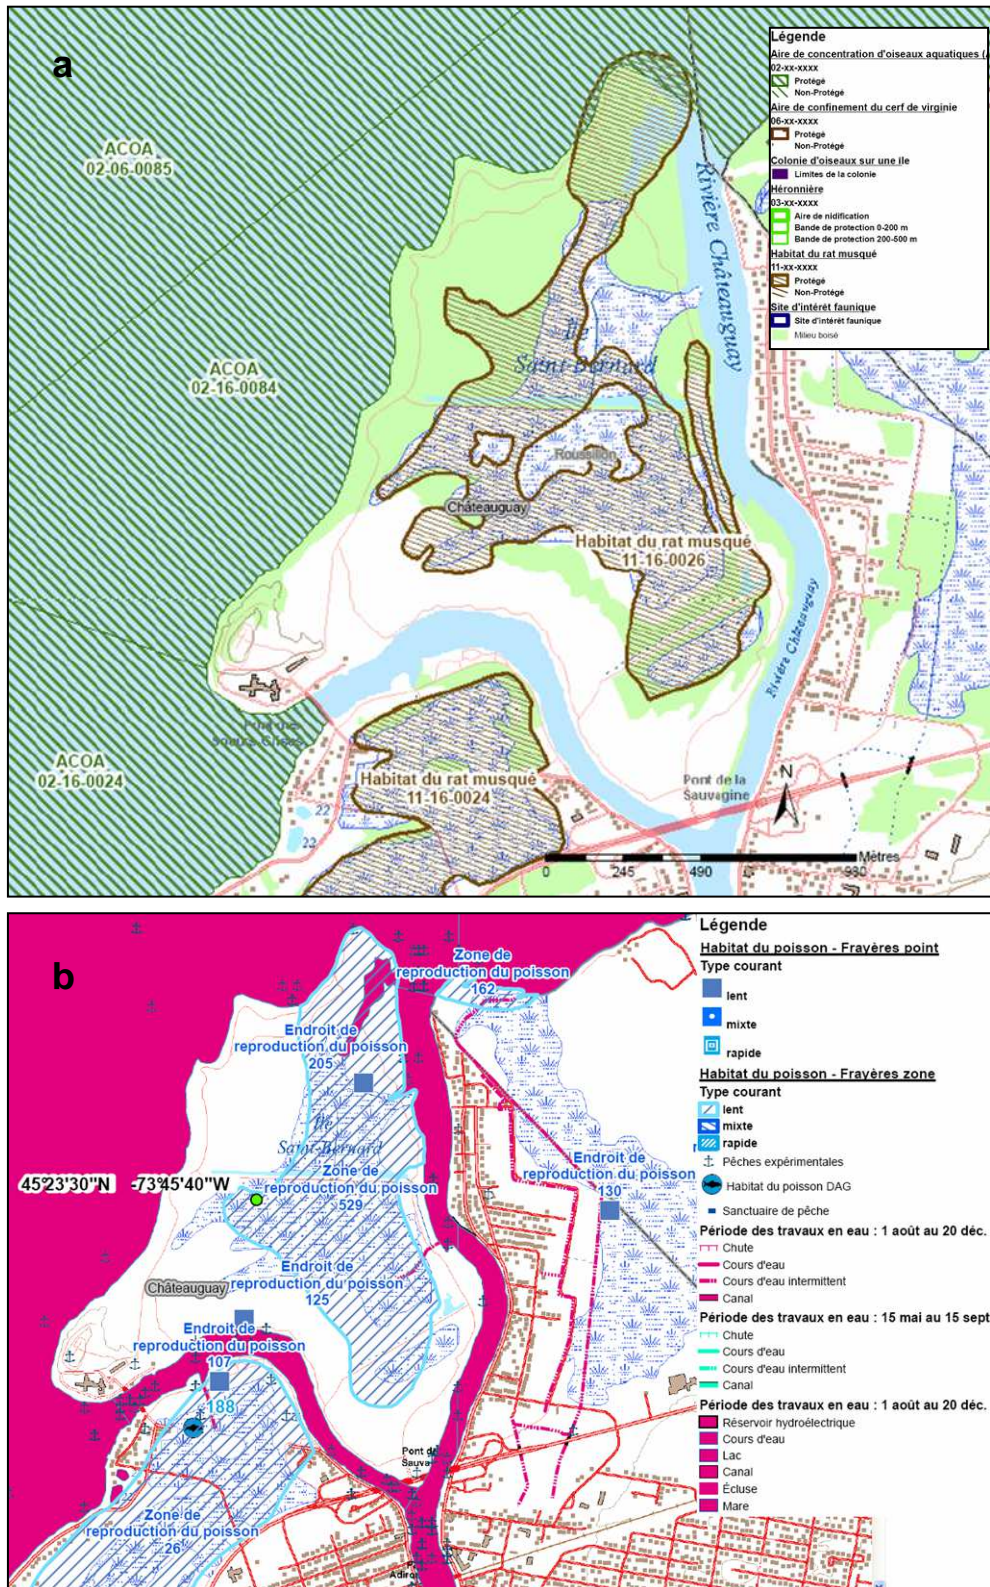 a
Légende
Aire de concentration d'oiseaux aquatiques (
02-xx-xxxx
Protégé
Non-Protégé
Aire de confinement du cerf de virginie
06-xx-xxxx
Protégé
Non-Protégé
Colonie d'oiseaux sur une île
Limites de la colonie
Héronnière
03-xx-xxxx
Aire de nidification
Bande de protection 0-200 m
Bande de protection 200-500 m
Habitat du rat musqué
11-xx-xxxx
Protégé
Non-Protégé
Site d'intérêt faunique
Site d'intérêt faunique
Milieu boisé
ACOA
02-06-0085
Rivière Châteauguay
ACOA
02-16-0084
Île
Saint-Bernard
Roussillon
Châteauguay
Habitat du rat musqué
11-16-0026
Rivière Châteauguay
Pont des
Soeurs-Grises
ACOA
02-16-0024
Habitat du rat musqué
11-16-0024
22
22
Pont de la
Sauvagine
N
Mètres
0 245 490 980
b
Légende
Habitat du poisson - Frayères point
Type courant
lent
mixte
rapide
Habitat du poisson - Frayères zone
Type courant
lent
mixte
rapide
Pêches expérimentales
Habitat du poisson DAG
Sanctuaire de pêche
Période des travaux en eau : 1 août au 20 déc.
Chute
Cours d'eau
Cours d'eau intermittent
Canal
Période des travaux en eau : 15 mai au 15 sept
Chute
Cours d'eau
Cours d'eau intermittent
Canal
Période des travaux en eau : 1 août au 20 déc.
Réservoir hydroélectrique
Cours d'eau
Lac
Canal
Écluse
Mare
Zone de
reproduction du poisson
162
Endroit de
reproduction du poisson
205
Île
Saint-Bernard
Zone de
reproduction du poisson
529
45°23'30"N -73°45'40"W
Endroit de
reproduction du poisson
130
Endroit de
reproduction du poisson
125
Châteauguay
Endroit de
reproduction du poisson
107
188
Pont de
Sauva
Zone de
reproduction du poisson
26
Adiron